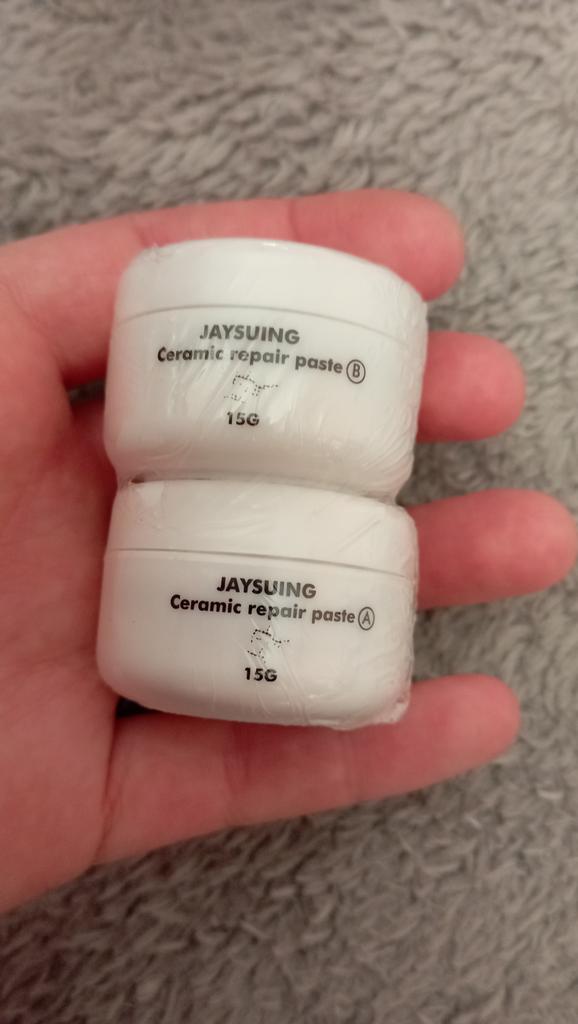 JAYSUING
Ceramic repair paste Ⓑ
15G
JAYSUING
Ceramic repair paste Ⓐ
15G